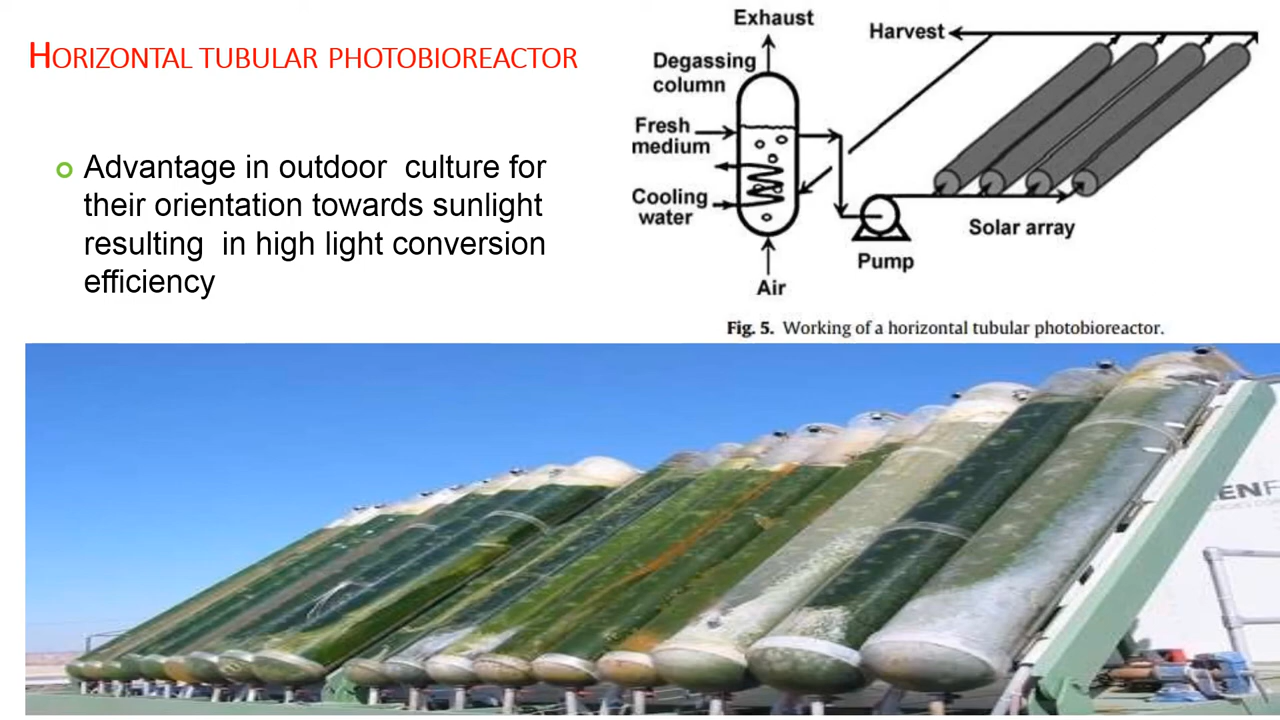 HORIZONTAL TUBULAR PHOTOBIOREACTOR
Advantage in outdoor culture for
their orientation towards sunlight
resulting in high light conversion
efficiency
Exhaust
Degassing
column
Fresh
medium
Cooling
water
Air
Harvest
Solar array
Pump
Fig. 5. Working of a horizontal tubular photobioreactor.